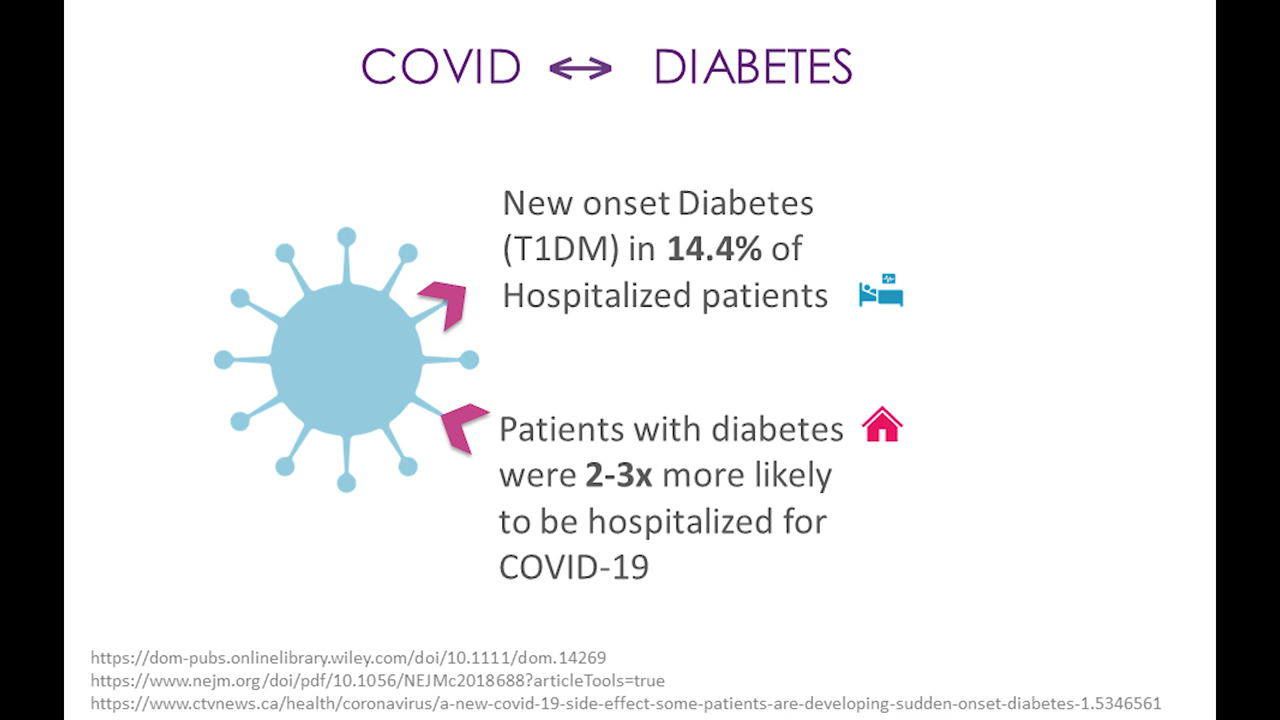 COVID <-> DIABETES
New onset Diabetes
(T1DM) in 14.4% of
Hospitalized patients
Patients with diabetes
were 2-3x more likely
to be hospitalized for
COVID-19
https://dom-pubs.onlinelibrary.wiley.com/doi/10.1111/dom.14269
https://www.nejm.org/doi/pdf/10.1056/NEJMc2018688?articleTools=true
https://www.ctvnews.ca/health/coronavirus/a-new-covid-19-side-effect-some-patients-are-developing-sudden-onset-diabetes-1.5346561